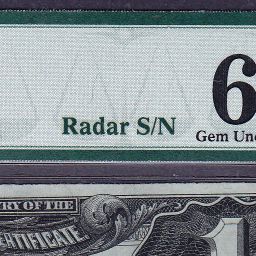 6
Radar S/N
Gem Unc
RY OF THE
CERTIFICATE